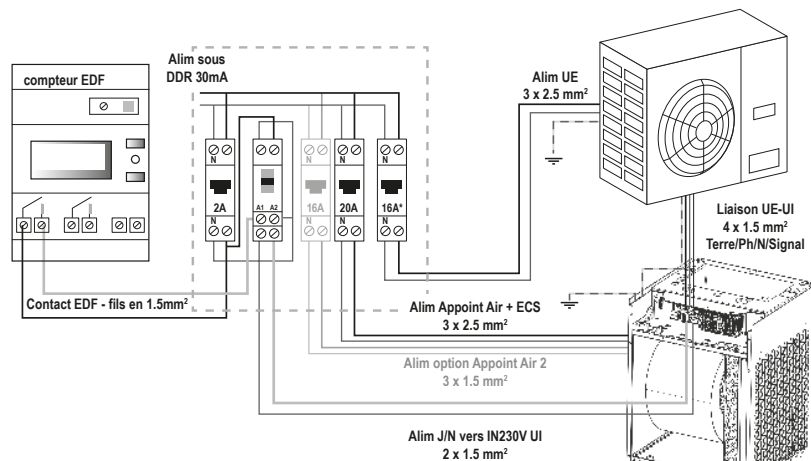 compteur EDF
Alim sous
DDR 30mA
Alim UE
3 x 2.5 mm²
N
N
N
N
2A
16A
20A
16A*
A1 A2
N
N
N
N
Liaison UE-UI
4 x 1.5 mm²
Terre/Ph/N/Signal
Contact EDF - fils en 1.5mm²
Alim Appoint Air + ECS
3 x 2.5 mm²
Alim option Appoint Air 2
3 x 1.5 mm²
Alim J/N vers IN230V UI
2 x 1.5 mm²